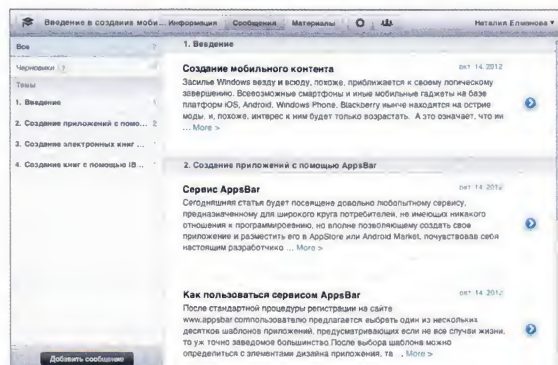 Введение в создание моби... Информация Сообщения Материалы Наталия Елманова ▾
Все 7
Черновики ?
Темы
1. Введение 1
2. Создание приложений с помо... 2
3. Создание электронных книг ...
4. Создание книг с помощью IB ...
Добавить сообщение
1. Введение
Создание мобильного контента окт 14 2012
Засилье Windows везду и всюду, похоже, приближается к своему логическому
завершению. Всевозможные смартфоны и иные мобильные гаджеты на базе
платформ iOS, Android, Windows Phone, Blackberry нынче находятся на острие
моды, и, похоже, интерес к ним будет только возрастать. А это означает, что ин
... More >
2. Создание приложений с помощью AppsBar
Сервис AppsBar окт 14 2012
Сегодняшняя статья будет посвящена довольно любопытному сервису,
предназначенному для широкого круга потребителей, не имеющих никакого
отношения к программированию, но вполне позволяющему создать свое
приложение и разместить его в AppStore или Android Market, почувствовав себя
настоящим разработчико ... More >
Как пользоваться сервисом AppsBar окт 14 2012
После стандартной процедуры регистрации на сайте
www.appsbar.comпользователю предлагается выбрать один из нескольких
десятков шаблонов приложений, предусматривающих если не все случаи жизни,
то уж точно заведомое большинство.После выбора шаблона можно
определиться с элементами дизайна приложения, та ... More >